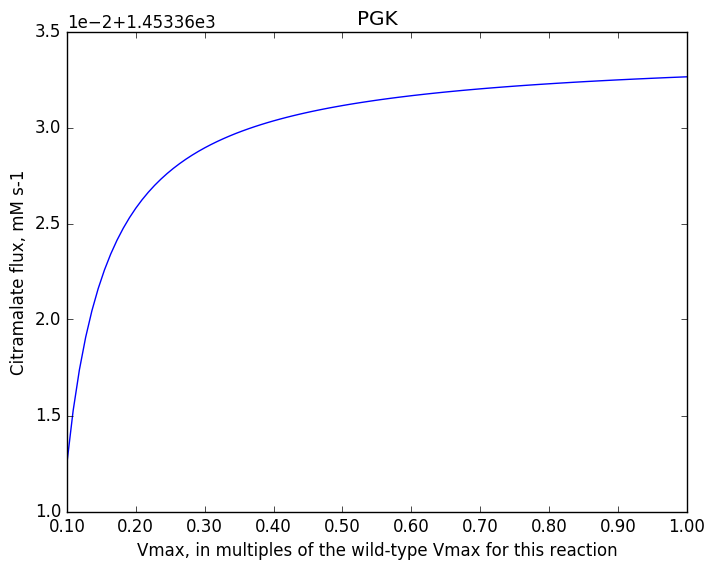 PGK
1e−2+1.45336e3
3.5
3.0
2.5
2.0
1.5
1.0
Citramalate flux, mM s-1
0.10 0.20 0.30 0.40 0.50 0.60 0.70 0.80 0.90 1.00
Vmax, in multiples of the wild-type Vmax for this reaction